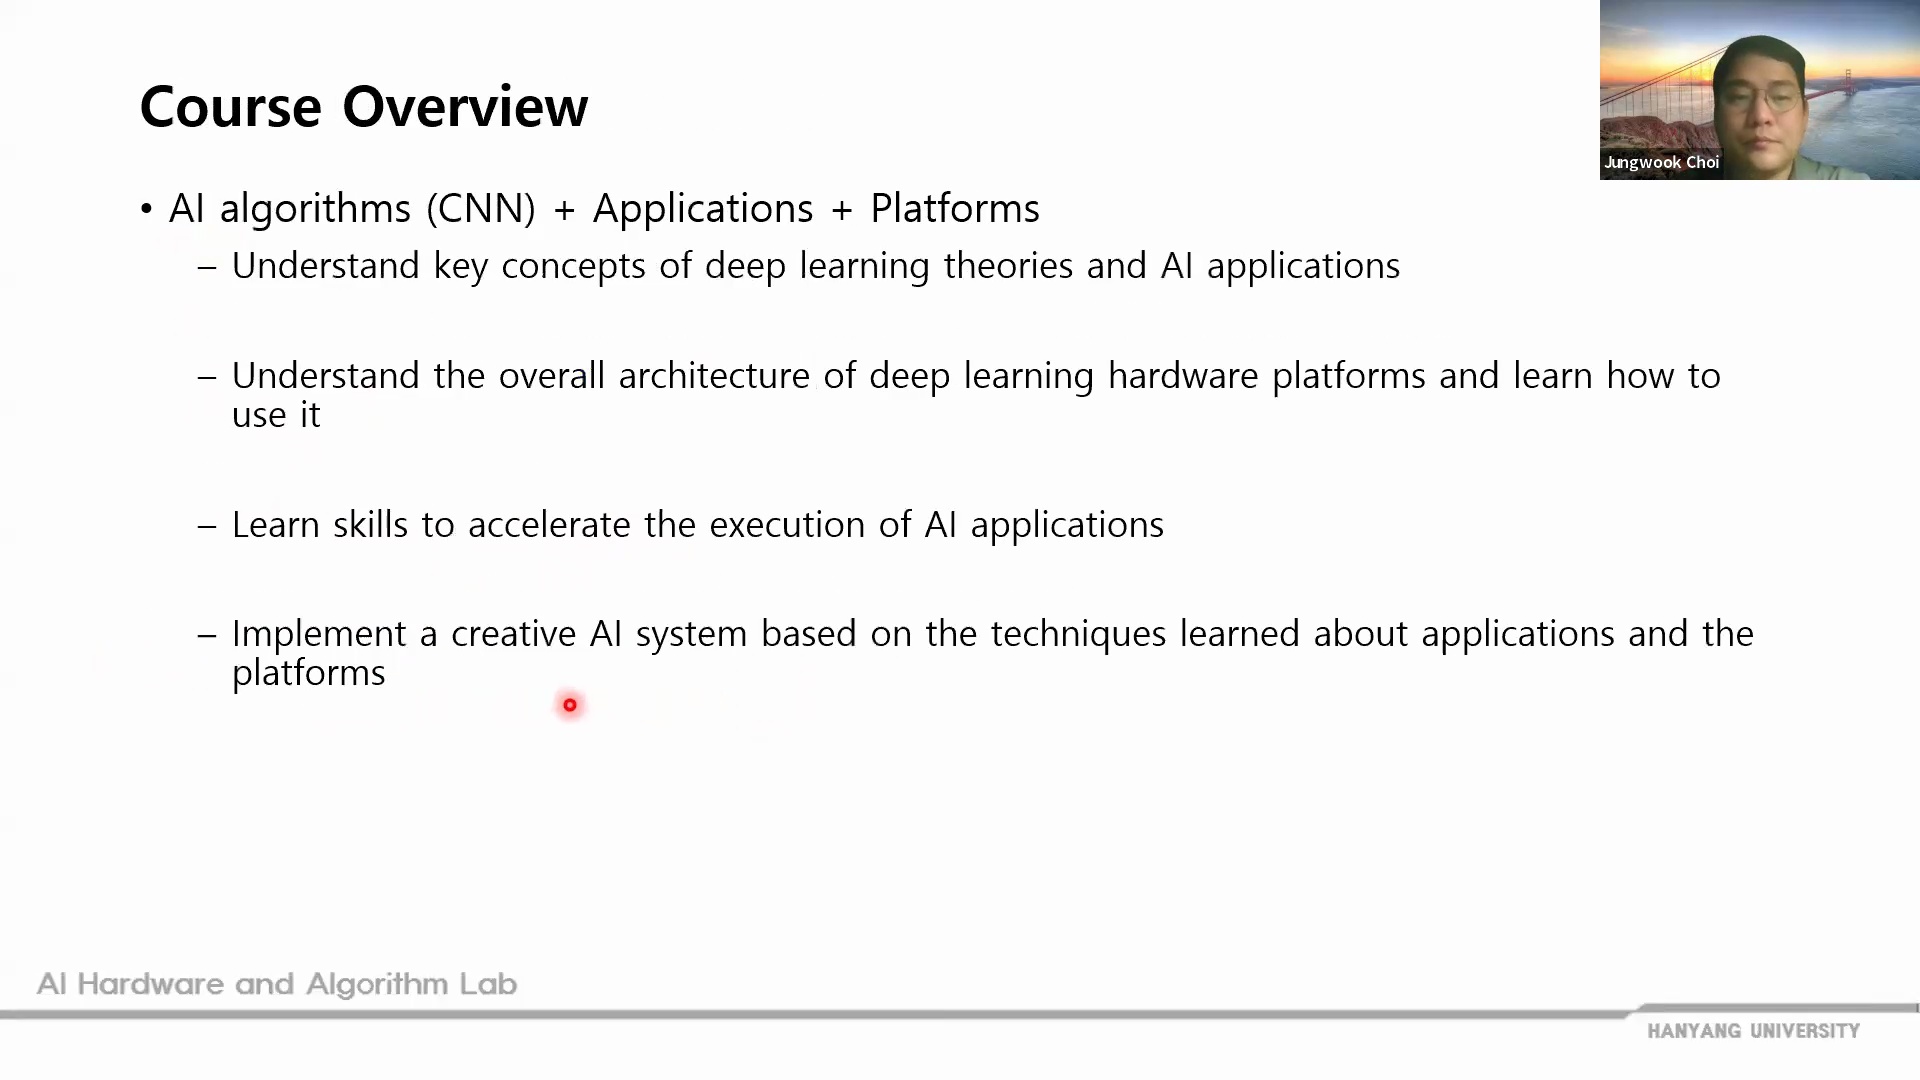 Course Overview
Jungwook Choi
• AI algorithms (CNN) + Applications + Platforms
– Understand key concepts of deep learning theories and AI applications
– Understand the overall architecture of deep learning hardware platforms and learn how to
use it
– Learn skills to accelerate the execution of AI applications
– Implement a creative AI system based on the techniques learned about applications and the
platforms
AI Hardware and Algorithm Lab
HANYANG UNIVERSITY